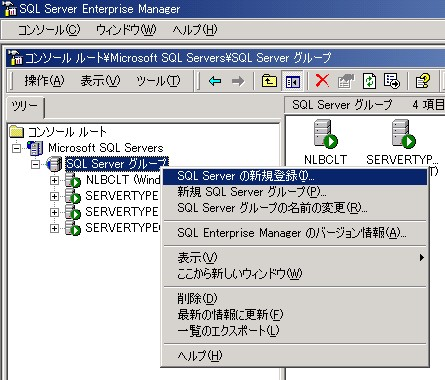 SQL Server Enterprise Manager
コンソール(C) ウィンドウ(W) ヘルプ(H)
コンソール ルート¥Microsoft SQL Servers¥SQL Server グループ
操作(A) 表示(V) ツール(T)
ツリー
SQL Server グループ 4 項目
コンソール ルート
Microsoft SQL Servers
SQL Server グループ
NLBCLT (Wind
SERVERTYPE
SERVERTYPE
SERVERTYPE
NLBCLT SERVERTYP...
SQL Server の新規登録(I)...
新規 SQL Server グループ(P)...
SQL Server グループの名前の変更(R)...
SQL Enterprise Manager のバージョン情報(A)...
表示(V)
ここから新しいウィンドウ(W)
削除(D)
最新の情報に更新(F)
一覧のエクスポート(L)
ヘルプ(H)